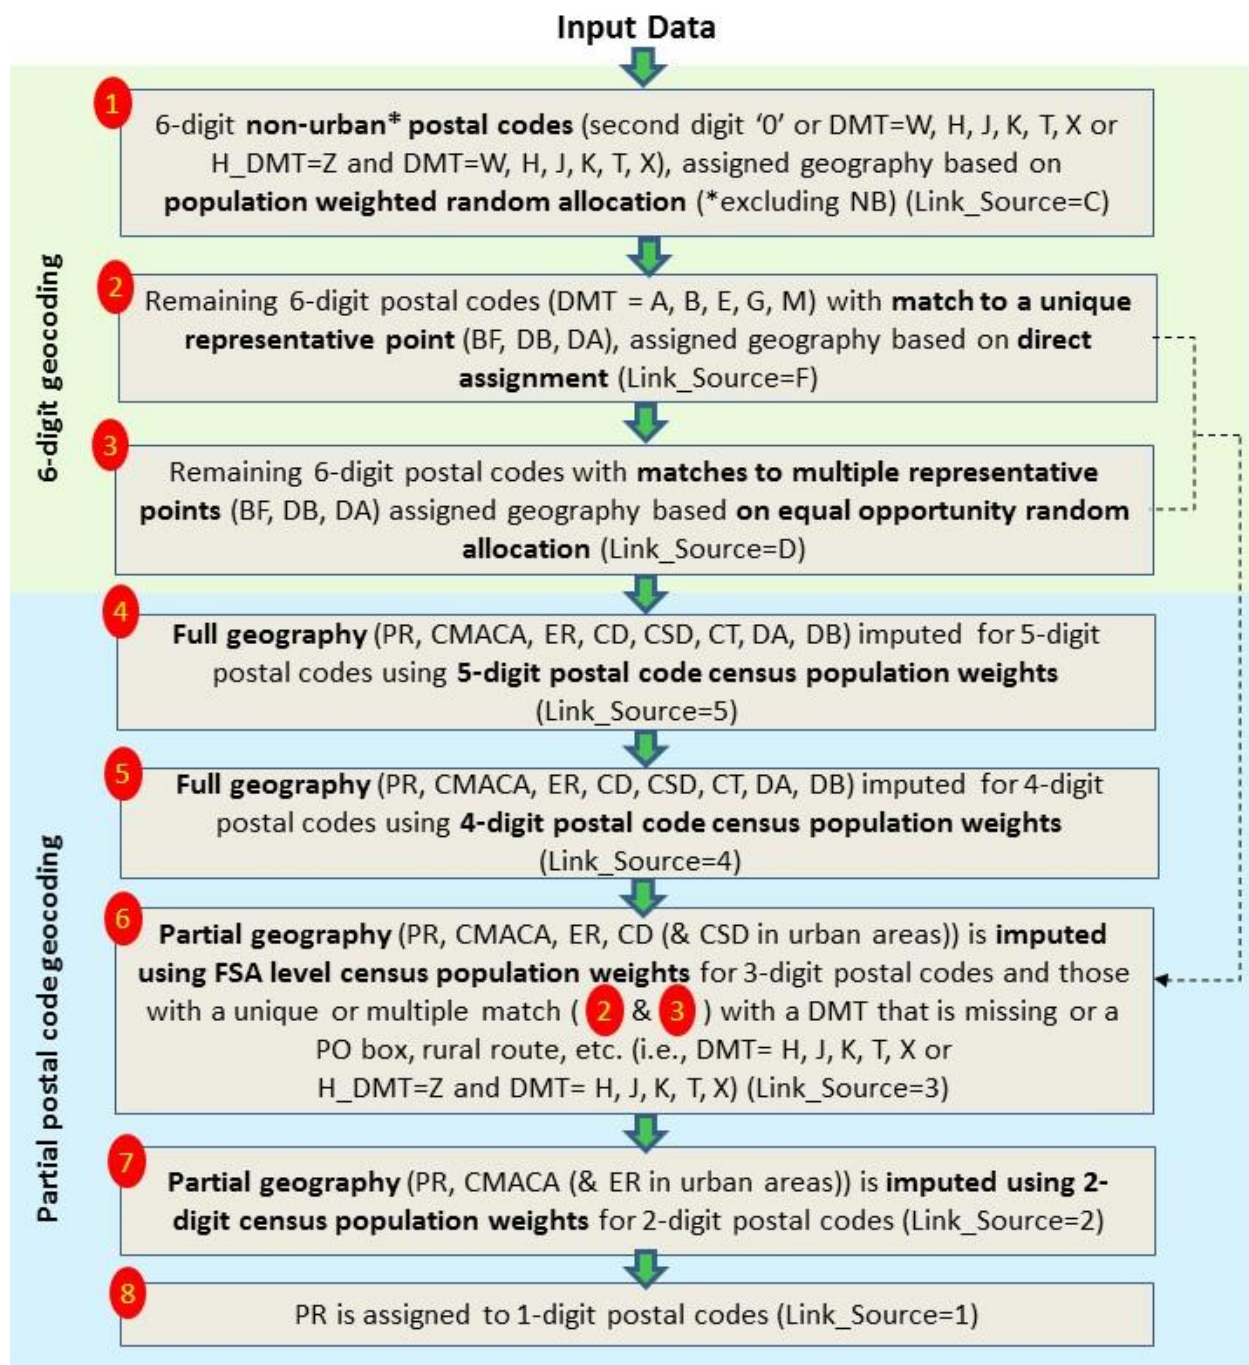 Input Data
6-digit geocoding
1
6-digit non-urban* postal codes (second digit ‘0’ or DMT=W, H, J, K, T, X or
H_DMT=Z and DMT=W, H, J, K, T, X), assigned geography based on
population weighted random allocation (*excluding NB) (Link_Source=C)
2
Remaining 6-digit postal codes (DMT = A, B, E, G, M) with match to a unique
representative point (BF, DB, DA), assigned geography based on direct
assignment (Link_Source=F)
3
Remaining 6-digit postal codes with matches to multiple representative
points (BF, DB, DA) assigned geography based on equal opportunity random
allocation (Link_Source=D)
Partial postal code geocoding
4
Full geography (PR, CMACA, ER, CD, CSD, CT, DA, DB) imputed for 5-digit
postal codes using 5-digit postal code census population weights
(Link_Source=5)
5
Full geography (PR, CMACA, ER, CD, CSD, CT, DA, DB) imputed for 4-digit
postal codes using 4-digit postal code census population weights
(Link_Source=4)
6
Partial geography (PR, CMACA, ER, CD (& CSD in urban areas)) is imputed
using FSA level census population weights for 3-digit postal codes and those
with a unique or multiple match ( 2 & 3 ) with a DMT that is missing or a
PO box, rural route, etc. (i.e., DMT= H, J, K, T, X or
H_DMT=Z and DMT= H, J, K, T, X) (Link_Source=3)
7
Partial geography (PR, CMACA (& ER in urban areas)) is imputed using 2-
digit census population weights for 2-digit postal codes (Link_Source=2)
8
PR is assigned to 1-digit postal codes (Link_Source=1)